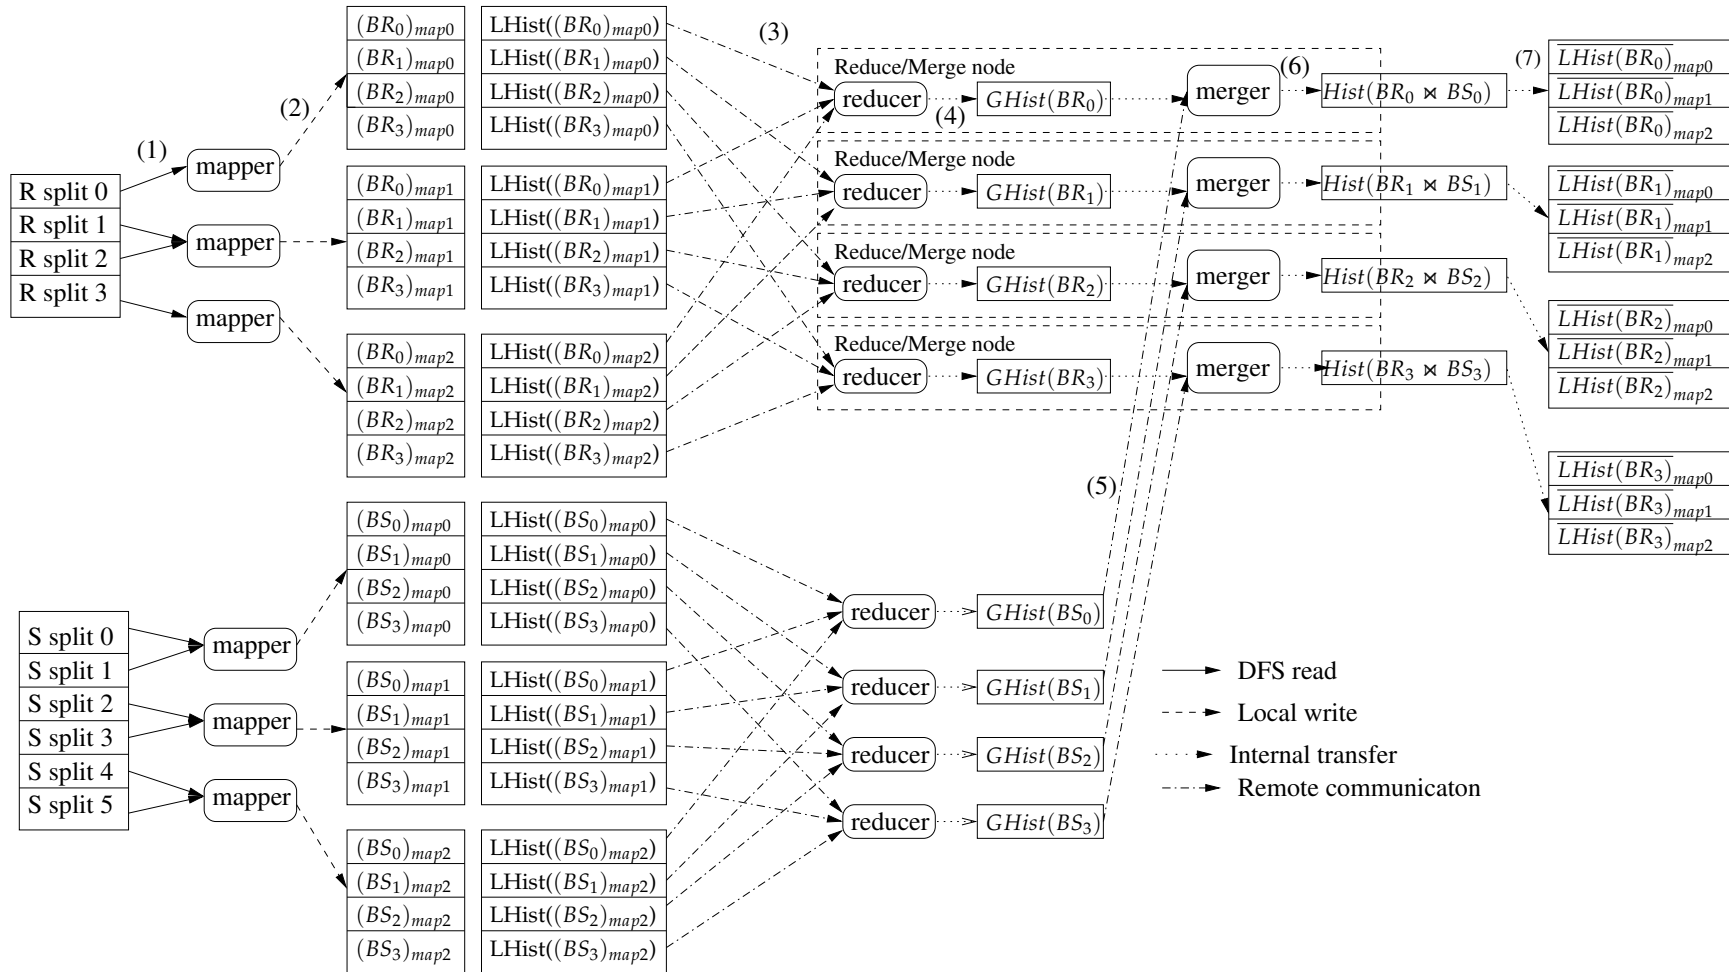 (1)
(2)
(3)
(4)
(5)
(6)
(7)
R split 0
R split 1
R split 2
R split 3
mapper
mapper
mapper
(BR0)map0
(BR1)map0
(BR2)map0
(BR3)map0
(BR0)map1
(BR1)map1
(BR2)map1
(BR3)map1
(BR0)map2
(BR1)map2
(BR2)map2
(BR3)map2
LHist((BR0)map0)
LHist((BR1)map0)
LHist((BR2)map0)
LHist((BR3)map0)
LHist((BR0)map1)
LHist((BR1)map1)
LHist((BR2)map1)
LHist((BR3)map1)
LHist((BR0)map2)
LHist((BR1)map2)
LHist((BR2)map2)
LHist((BR3)map2)
Reduce/Merge node
reducer
GHist(BR0)
merger
Hist(BR0 ⋈ BS0)
Reduce/Merge node
reducer
GHist(BR1)
merger
Hist(BR1 ⋈ BS1)
Reduce/Merge node
reducer
GHist(BR2)
merger
Hist(BR2 ⋈ BS2)
Reduce/Merge node
reducer
GHist(BR3)
merger
Hist(BR3 ⋈ BS3)
LHist(BR0)map0
LHist(BR0)map1
LHist(BR0)map2
LHist(BR1)map0
LHist(BR1)map1
LHist(BR1)map2
LHist(BR2)map0
LHist(BR2)map1
LHist(BR2)map2
LHist(BR3)map0
LHist(BR3)map1
LHist(BR3)map2
S split 0
S split 1
S split 2
S split 3
S split 4
S split 5
mapper
mapper
mapper
(BS0)map0
(BS1)map0
(BS2)map0
(BS3)map0
(BS0)map1
(BS1)map1
(BS2)map1
(BS3)map1
(BS0)map2
(BS1)map2
(BS2)map2
(BS3)map2
LHist((BS0)map0)
LHist((BS1)map0)
LHist((BS2)map0)
LHist((BS3)map0)
LHist((BS0)map1)
LHist((BS1)map1)
LHist((BS2)map1)
LHist((BS3)map1)
LHist((BS0)map2)
LHist((BS1)map2)
LHist((BS2)map2)
LHist((BS3)map2)
reducer
GHist(BS0)
reducer
GHist(BS1)
reducer
GHist(BS2)
reducer
GHist(BS3)
DFS read
Local write
Internal transfer
Remote communicaton